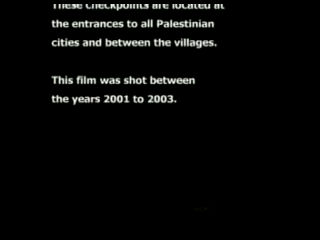 These checkpoints are located at
the entrances to all Palestinian
cities and between the villages.
This film was shot between
the years 2001 to 2003.